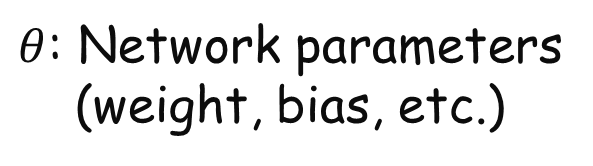 θ: Network parameters
(weight, bias, etc.)